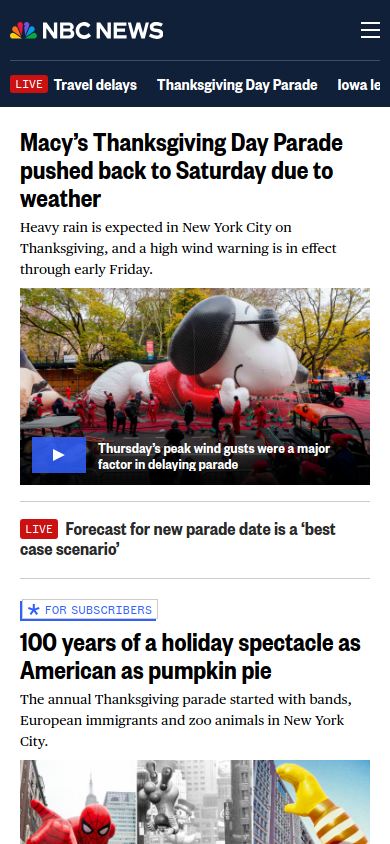 NBC NEWS
LIVE Travel delays Thanksgiving Day Parade Iowa le
Macy’s Thanksgiving Day Parade
pushed back to Saturday due to
weather
Heavy rain is expected in New York City on
Thanksgiving, and a high wind warning is in effect
through early Friday.
Thursday’s peak wind gusts were a major
factor in delaying parade
LIVE Forecast for new parade date is a ‘best
case scenario’
FOR SUBSCRIBERS
100 years of a holiday spectacle as
American as pumpkin pie
The annual Thanksgiving parade started with bands,
European immigrants and zoo animals in New York
City.